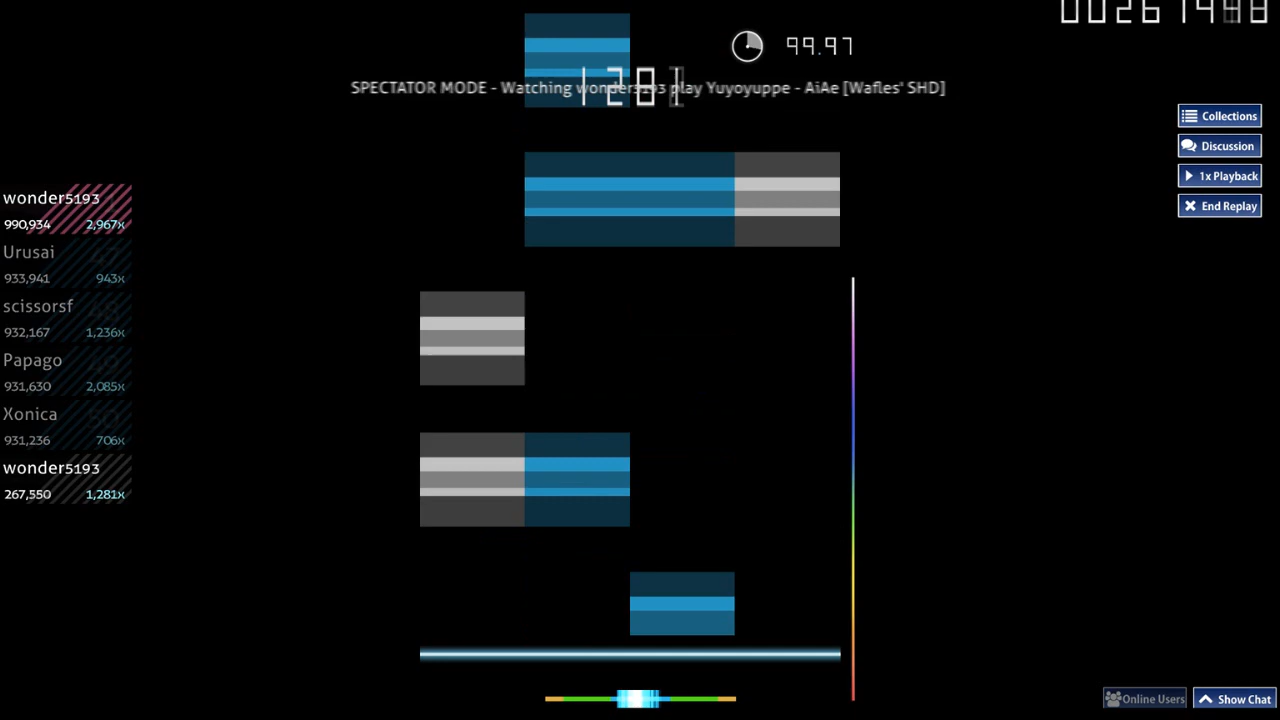 99.97
SPECTATOR MODE - Watching wonder5193 play Yuyoyuppe - AiAe [Wafles' SHD]
1281
Collections
Discussion
1x Playback
End Replay
wonder5193
990,934 2,967x
Urusai
933,941 943x
scissorsf
932,167 1,236x
Papago
931,630 2,085x
Xonica
931,236 706x
wonder5193
267,550 1,281x
Online Users
Show Chat